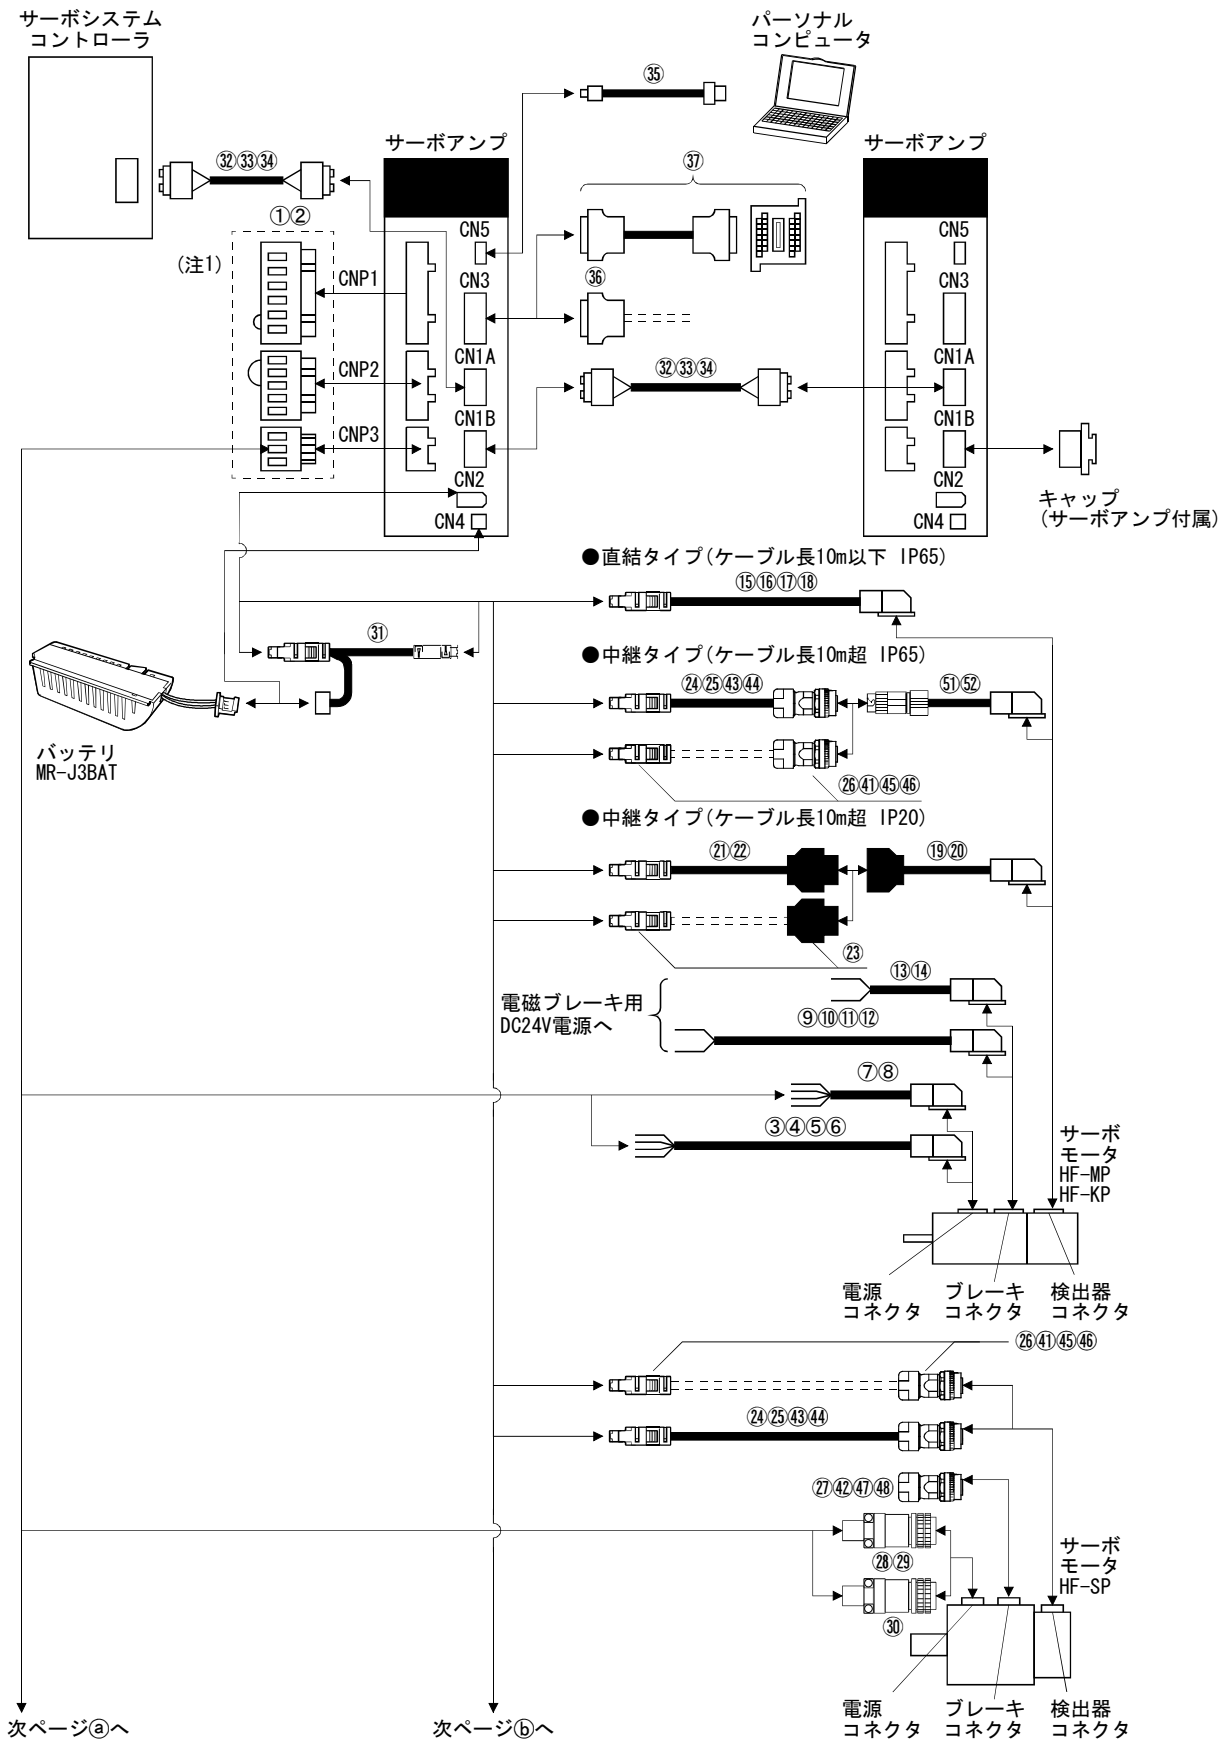 サーボシステム
コントローラ
パーソナル
コンピュータ
㉟
サーボアンプ
サーボアンプ
㉜㉝㉞
㊲
①②
(注1)
CNP1
CNP2
CNP3
CN5
CN3
CN1A
CN1B
CN2
CN4
㊱
㉜㉝㉞
CN5
CN3
CN1A
CN1B
CN2
CN4
キャップ
(サーボアンプ付属)
●直結タイプ(ケーブル長10m以下 IP65)
⑮⑯⑰⑱
㉛
バッテリ
MR-J3BAT
●中継タイプ(ケーブル長10m超 IP65)
㉔㉕㊸㊹
51 52
㉖㊶㊺㊻
●中継タイプ(ケーブル長10m超 IP20)
㉑㉒
⑲⑳
㉓
⑬⑭
電磁ブレーキ用
DC24V電源へ
⑨⑩⑪⑫
⑦⑧
③④⑤⑥
サーボ
モータ
HF-MP
HF-KP
電源
コネクタ
ブレーキ
コネクタ
検出器
コネクタ
㉖㊶㊺㊻
㉔㉕㊸㊹
㉗㊷㊼㊽
㉘㉙
㉚
サーボ
モータ
HF-SP
電源
コネクタ
ブレーキ
コネクタ
検出器
コネクタ
次ページⓐへ
次ページⓑへ